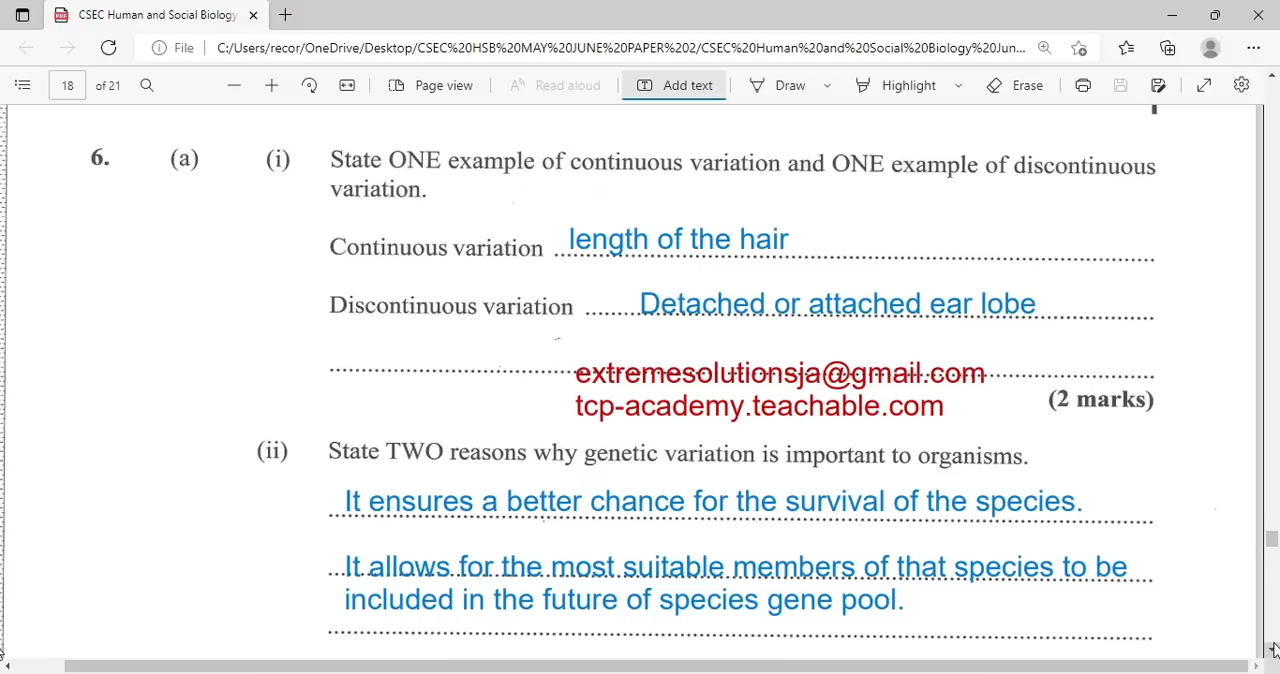 CSEC Human and Social Biology
File C:/Users/recor/OneDrive/Desktop/CSEC%20HSB%20MAY%20JUNE%20PAPER%202/CSEC%20Human%20and%20Social%20Biology%20Jun...
18 of 21 Page view Read aloud Add text Draw Highlight Erase
6. (a) (i) State ONE example of continuous variation and ONE example of discontinuous
variation.
Continuous variation length of the hair
Discontinuous variation Detached or attached ear lobe
extremesolutionsja@gmail.com
tcp-academy.teachable.com
(2 marks)
(ii) State TWO reasons why genetic variation is important to organisms.
It ensures a better chance for the survival of the species.
It allows for the most suitable members of that species to be
included in the future of species gene pool.